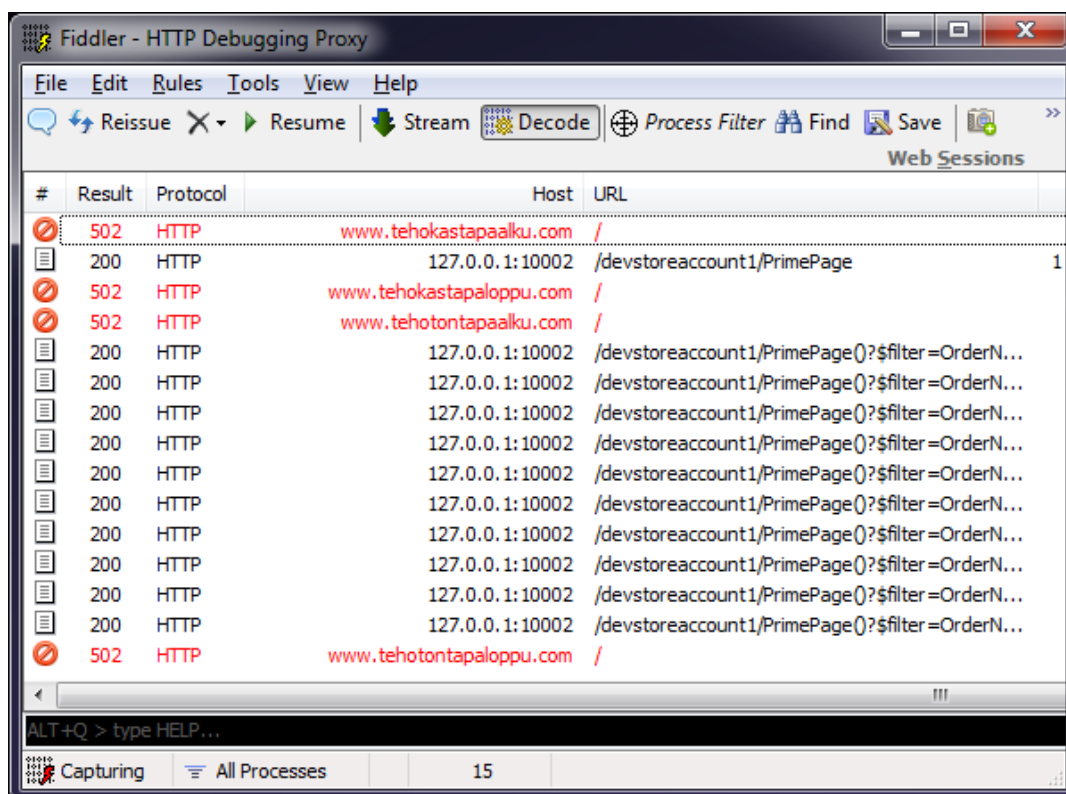 Fiddler - HTTP Debugging Proxy
File Edit Rules Tools View Help
Reissue Resume Stream Decode Process Filter Find Save >>
Web Sessions
# Result Protocol Host URL
502 HTTP www.tehokastapaalku.com /
200 HTTP 127.0.0.1:10002 /devstoreaccount1/PrimePage 1
502 HTTP www.tehokastapaloppu.com /
502 HTTP www.tehotontapaalku.com /
200 HTTP 127.0.0.1:10002 /devstoreaccount1/PrimePage()?$filter=OrderN...
200 HTTP 127.0.0.1:10002 /devstoreaccount1/PrimePage()?$filter=OrderN...
200 HTTP 127.0.0.1:10002 /devstoreaccount1/PrimePage()?$filter=OrderN...
200 HTTP 127.0.0.1:10002 /devstoreaccount1/PrimePage()?$filter=OrderN...
200 HTTP 127.0.0.1:10002 /devstoreaccount1/PrimePage()?$filter=OrderN...
200 HTTP 127.0.0.1:10002 /devstoreaccount1/PrimePage()?$filter=OrderN...
200 HTTP 127.0.0.1:10002 /devstoreaccount1/PrimePage()?$filter=OrderN...
200 HTTP 127.0.0.1:10002 /devstoreaccount1/PrimePage()?$filter=OrderN...
200 HTTP 127.0.0.1:10002 /devstoreaccount1/PrimePage()?$filter=OrderN...
200 HTTP 127.0.0.1:10002 /devstoreaccount1/PrimePage()?$filter=OrderN...
502 HTTP www.tehotontapaloppu.com /
ALT+Q > type HELP...
Capturing All Processes 15